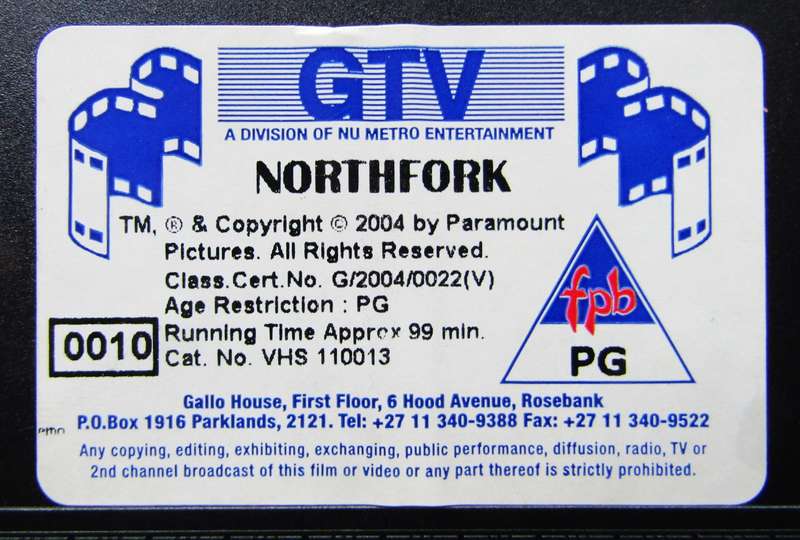 GTV
A DIVISION OF NU METRO ENTERTAINMENT
NORTHFORK
TM, ® & Copyright © 2004 by Paramount
Pictures. All Rights Reserved.
Class.Cert.No. G/2004/0022(V)
Age Restriction : PG
Running Time Approx 99 min.
Cat. No. VHS 110013
0010
fpb
PG
Gallo House, First Floor, 6 Hood Avenue, Rosebank
P.O.Box 1916 Parklands, 2121. Tel: +27 11 340-9388 Fax: +27 11 340-9522
Any copying, editing, exhibiting, exchanging, public performance, diffusion, radio, TV or
2nd channel broadcast of this film or video or any part thereof is strictly prohibited.